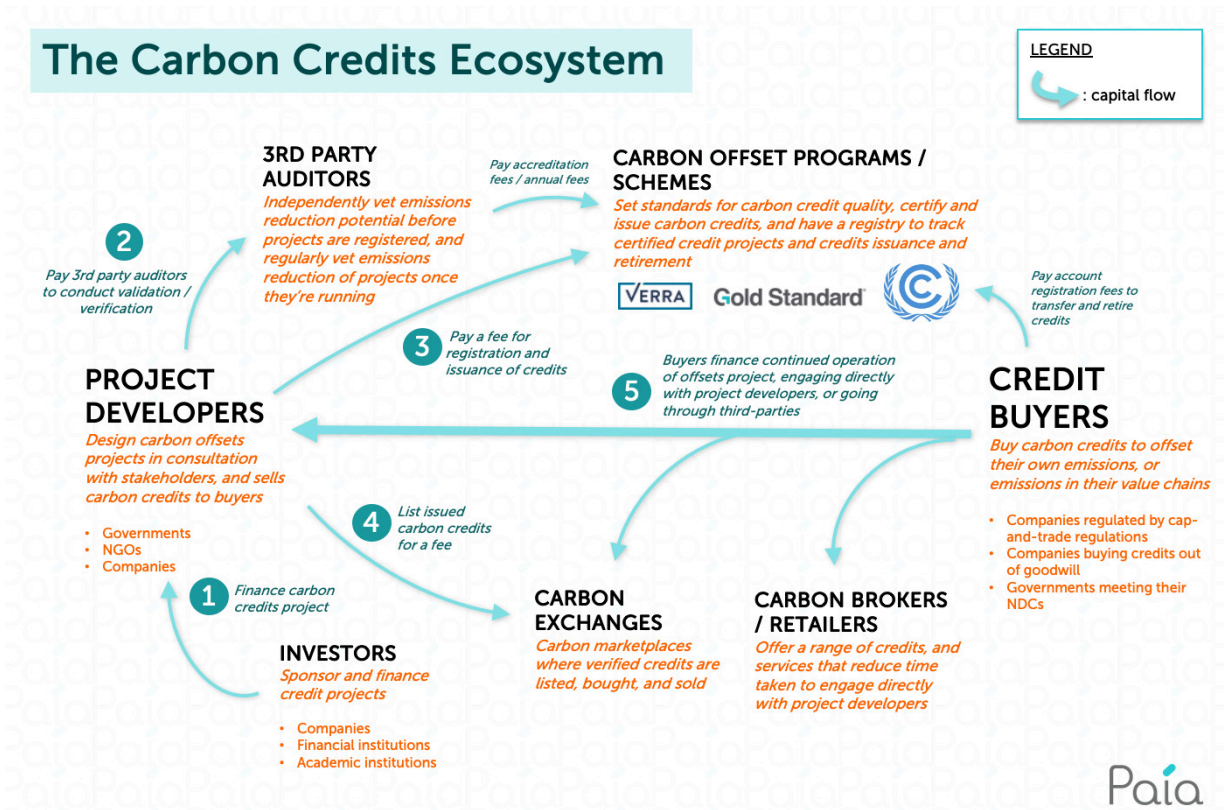 The Carbon Credits Ecosystem
LEGEND
: capital flow
3RD PARTY
AUDITORS
Independently vet emissions
reduction potential before
projects are registered, and
regularly vet emissions
reduction of projects once
they're running
Pay accreditation
fees / annual fees
CARBON OFFSET PROGRAMS /
SCHEMES
Set standards for carbon credit quality, certify and
issue carbon credits, and have a registry to track
certified credit projects and credits issuance and
retirement
VERRA
Gold Standard
2
Pay 3rd party auditors
to conduct validation /
verification
Pay account
registration fees to
transfer and retire
credits
3
Pay a fee for
registration and
issuance of credits
5
Buyers finance continued operation
of offsets project, engaging directly
with project developers, or going
through third-parties
PROJECT
DEVELOPERS
Design carbon offsets
projects in consultation
with stakeholders, and sells
carbon credits to buyers
• Governments
• NGOs
• Companies
CREDIT
BUYERS
Buy carbon credits to offset
their own emissions, or
emissions in their value chains
• Companies regulated by cap-
and-trade regulations
• Companies buying credits out
of goodwill
• Governments meeting their
NDCs
4
List issued
carbon credits
for a fee
1
Finance carbon
credits project
INVESTORS
Sponsor and finance
credit projects
• Companies
• Financial institutions
• Academic institutions
CARBON
EXCHANGES
Carbon marketplaces
where verified credits are
listed, bought, and sold
CARBON BROKERS
/ RETAILERS
Offer a range of credits, and
services that reduce time
taken to engage directly
with project developers
Paia